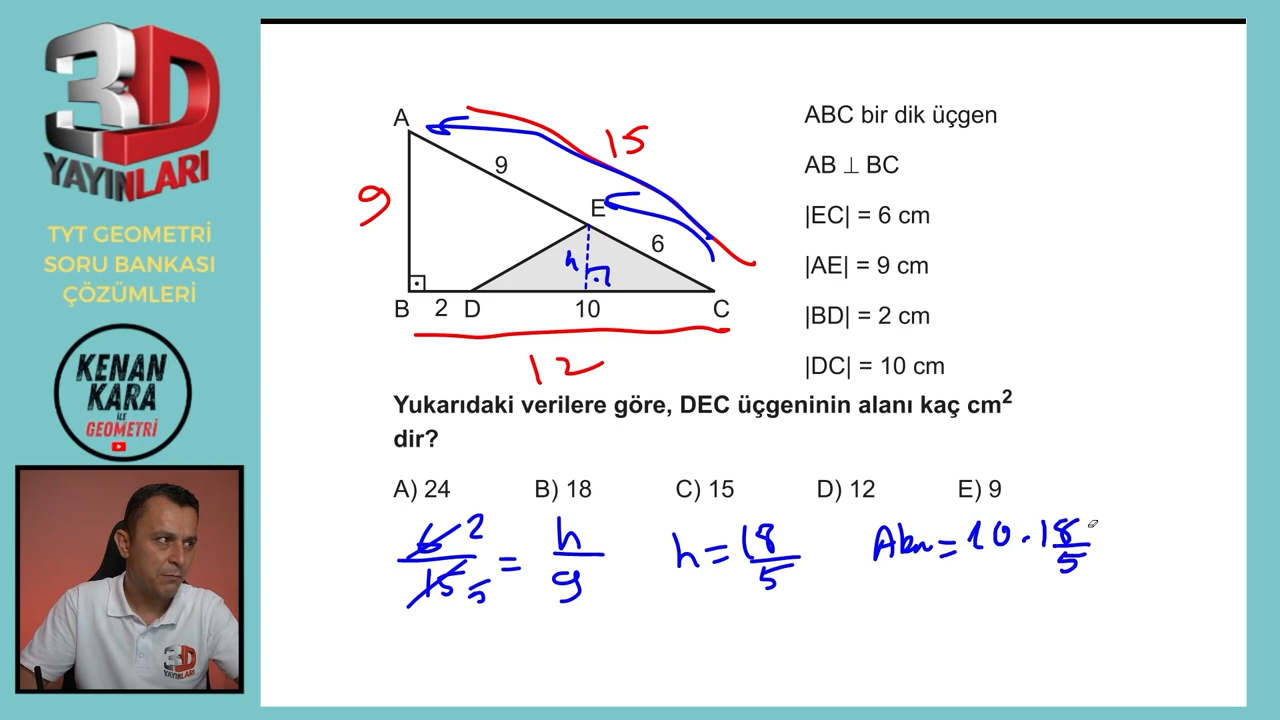 3D
YAYINLARI
TYT GEOMETRİ
SORU BANKASI
ÇÖZÜMLERİ
KENAN
KARA
İLE
GEOMETRİ
3D
YAYINLARI
A
15
9
9
E
6
h
B 2 D 10 C
12
ABC bir dik üçgen
AB ⊥ BC
|EC| = 6 cm
|AE| = 9 cm
|BD| = 2 cm
|DC| = 10 cm
Yukarıdaki verilere göre, DEC üçgeninin alanı kaç cm²
dir?
A) 24 B) 18 C) 15 D) 12 E) 9
6 2 / 15 5 = h / 9 h = 18 / 5 Alan = 10 . 18 / 5